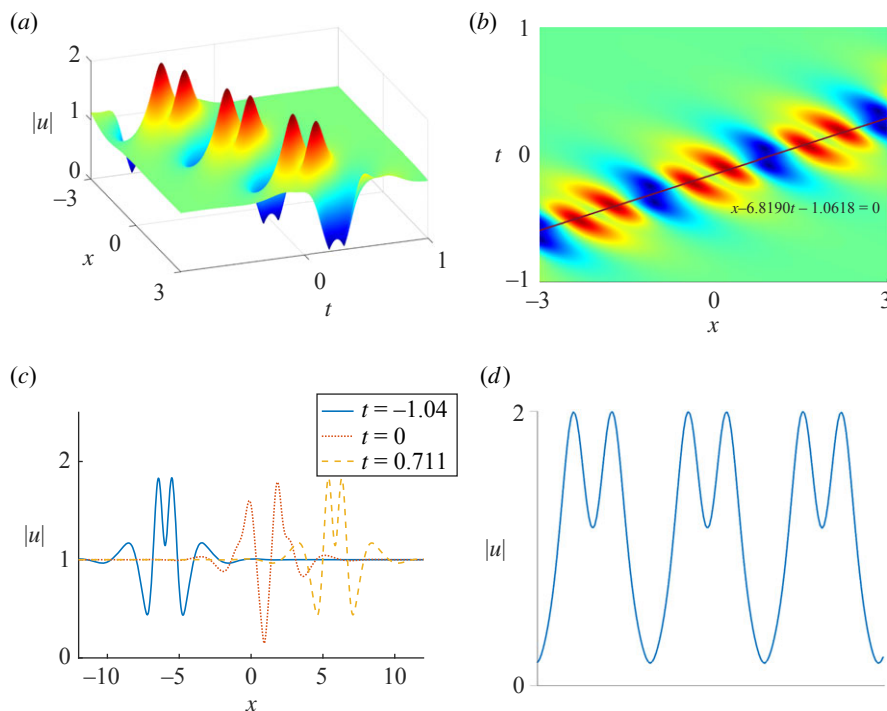 (a)
2
|u| 1
0
–3
0
x
3
0
t
1
(b)
1
t 0
–1
–3 0 3
x
x–6.8190t – 1.0618 = 0
(c)
t = –1.04
t = 0
t = 0.711
2
|u| 1
0
–10 –5 0 5 10
x
(d)
2
|u|
0